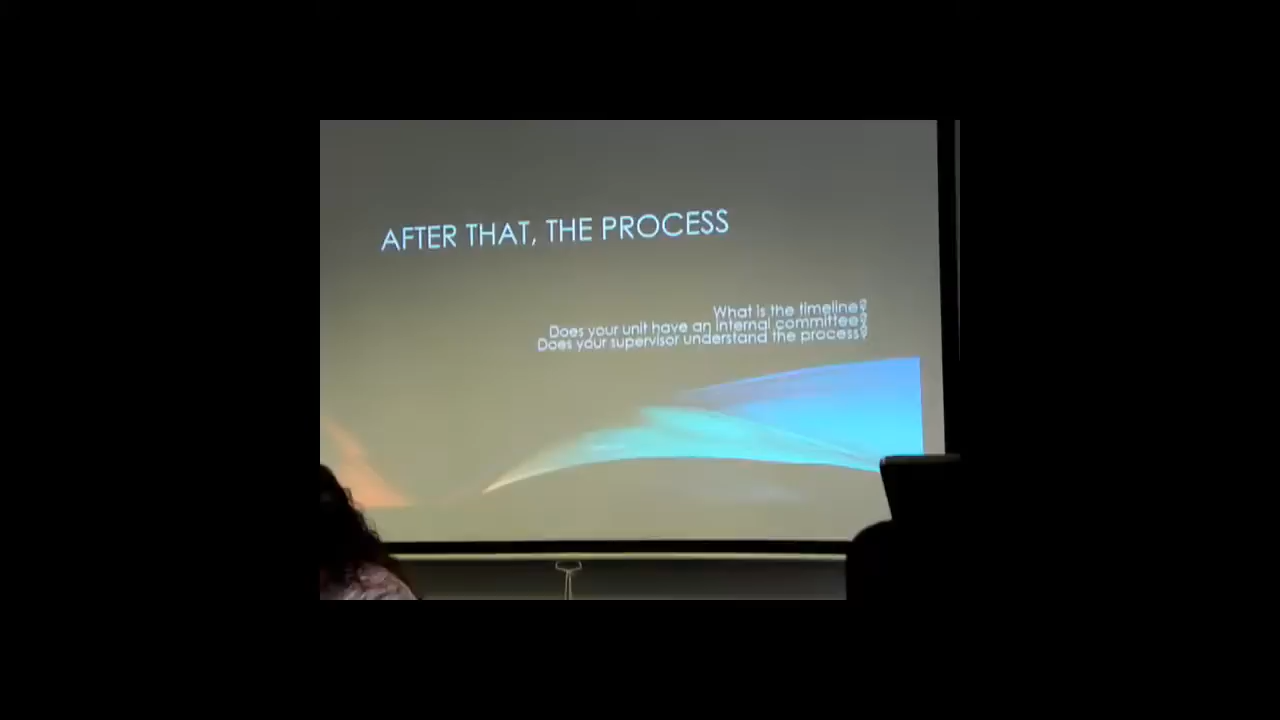 AFTER THAT, THE PROCESS
What is the timeline?
Does your unit have an internal committee?
Does your supervisor understand the process?